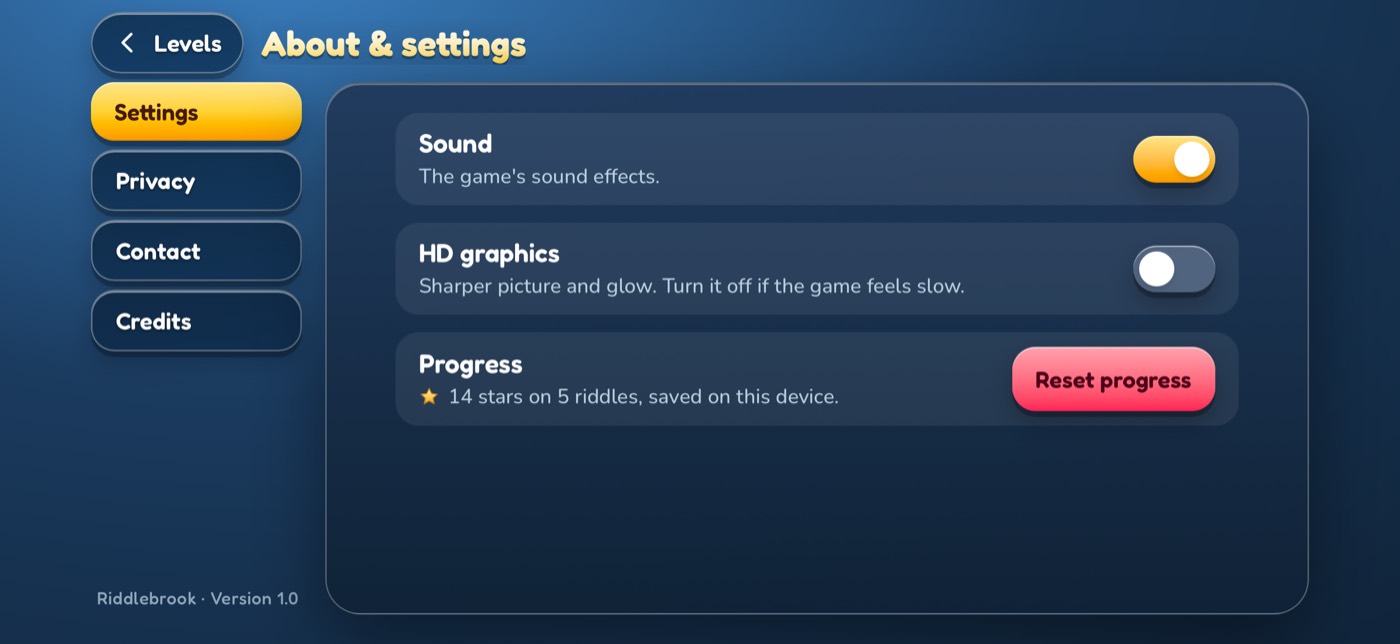 Levels
About & settings
Settings
Privacy
Contact
Credits
Riddlebrook · Version 1.0
Sound
The game's sound effects.
HD graphics
Sharper picture and glow. Turn it off if the game feels slow.
Progress
14 stars on 5 riddles, saved on this device.
Reset progress